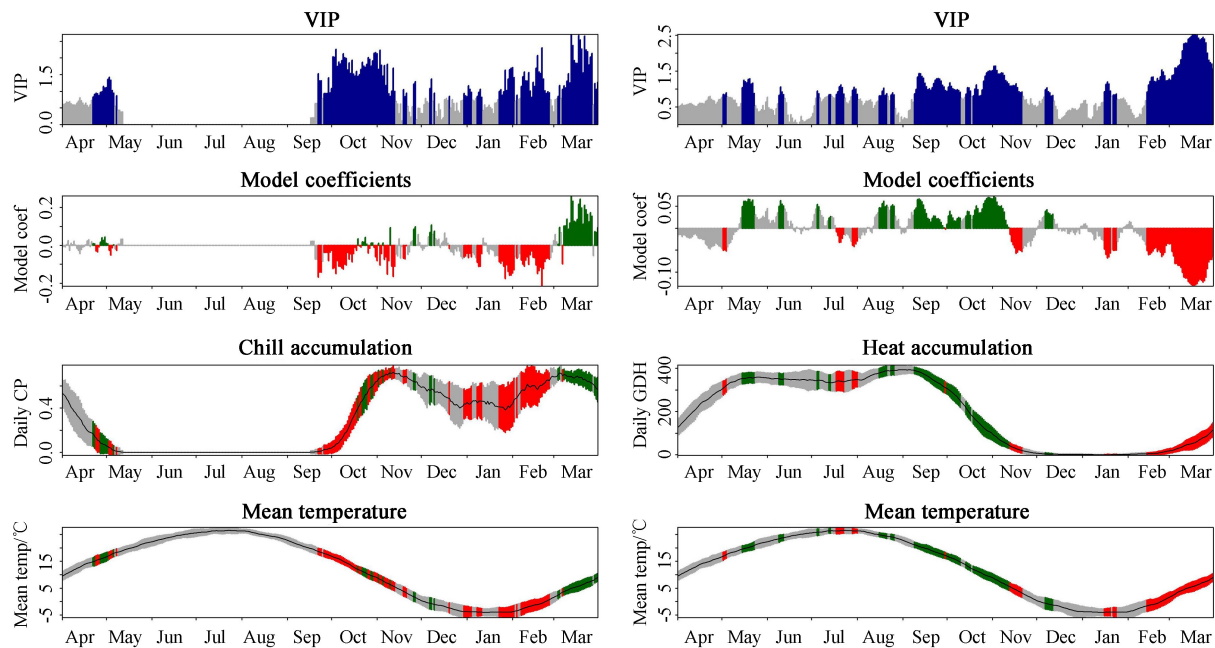 VIP
VIP
0.0 1.5
Apr May Jun Jul Aug Sep Oct Nov Dec Jan Feb Mar
Model coefficients
Model coef
-0.2 0.0 0.2
Apr May Jun Jul Aug Sep Oct Nov Dec Jan Feb Mar
Chill accumulation
Daily CP
0.0 0.4
Apr May Jun Jul Aug Sep Oct Nov Dec Jan Feb Mar
Mean temperature
Mean temp/℃
-5 5 15
Apr May Jun Jul Aug Sep Oct Nov Dec Jan Feb Mar
VIP
VIP
0.5 1.5 2.5
Apr May Jun Jul Aug Sep Oct Nov Dec Jan Feb Mar
Model coefficients
Model coef
-0.10 0.05
Apr May Jun Jul Aug Sep Oct Nov Dec Jan Feb Mar
Heat accumulation
Daily GDH
0 200 400
Apr May Jun Jul Aug Sep Oct Nov Dec Jan Feb Mar
Mean temperature
Mean temp/℃
-5 5 15
Apr May Jun Jul Aug Sep Oct Nov Dec Jan Feb Mar